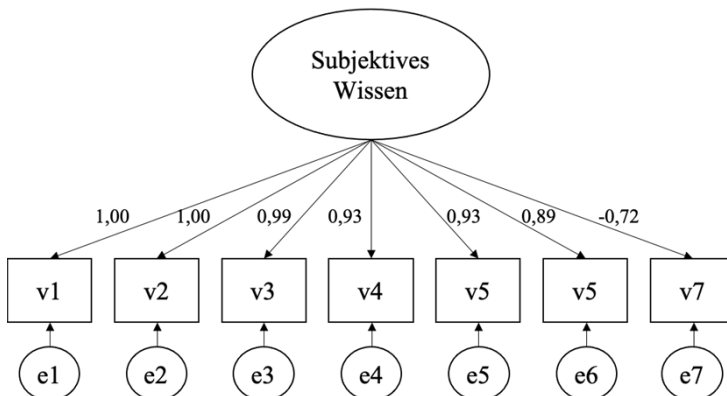 Subjektives
Wissen
1,00 1,00 0,99 0,93 0,93 0,89 -0,72
v1 v2 v3 v4 v5 v5 v7
e1 e2 e3 e4 e5 e6 e7